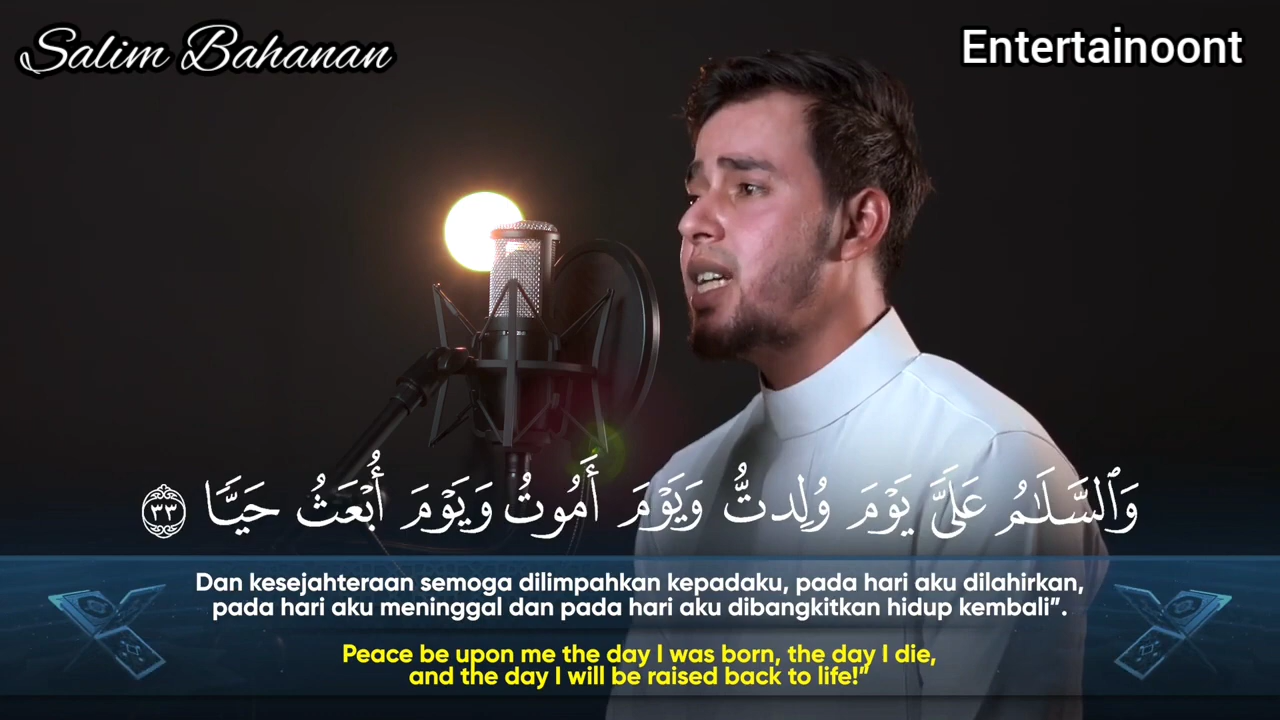 Salim Bahanan
Entertainoont
وَٱلسَّلَـٰمُ عَلَىَّ يَوْمَ وُلِدتُّ وَيَوْمَ أَمُوتُ وَيَوْمَ أُبْعَثُ حَيًّا ٣٣
Dan kesejahteraan semoga dilimpahkan kepadaku, pada hari aku dilahirkan,
pada hari aku meninggal dan pada hari aku dibangkitkan hidup kembali”.
Peace be upon me the day I was born, the day I die,
and the day I will be raised back to life!”